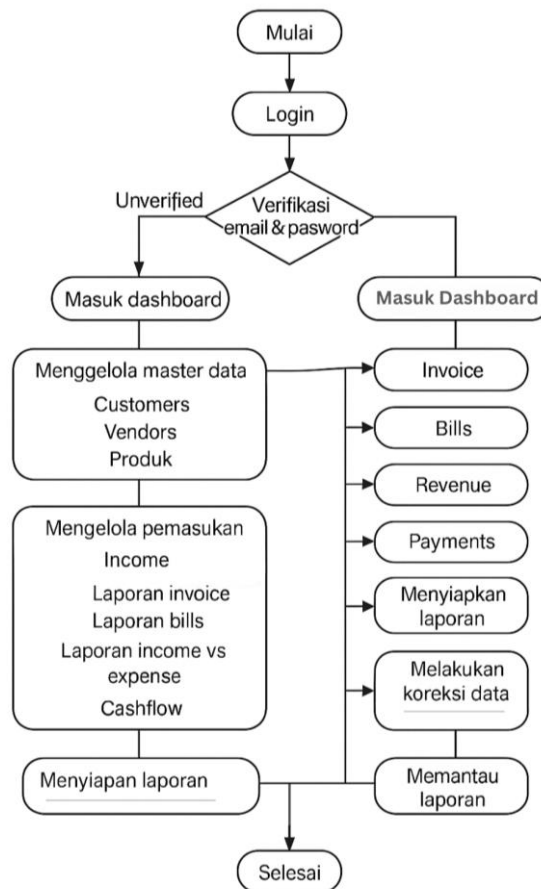 Mulai
Login
Unverified
Verifikasi
email & pasword
Masuk dashboard
Masuk Dashboard
Menggelola master data
Customers
Vendors
Produk
Invoice
Bills
Revenue
Payments
Mengelola pemasukan
Income
Laporan invoice
Laporan bills
Laporan income vs
expense
Cashflow
Menyiapkan
laporan
Melakukan
koreksi data
Menyiapan laporan
Memantau
laporan
Selesai